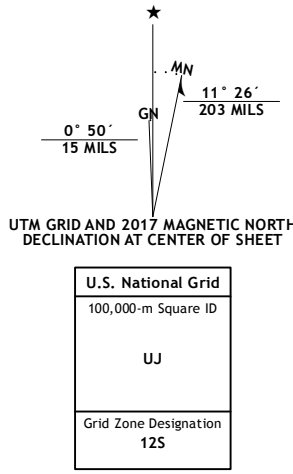 ★
MN
11° 26´
203 MILS
GN
0° 50´
15 MILS
UTM GRID AND 2017 MAGNETIC NORTH
DECLINATION AT CENTER OF SHEET
U.S. National Grid
100,000-m Square ID
UJ
Grid Zone Designation
12S